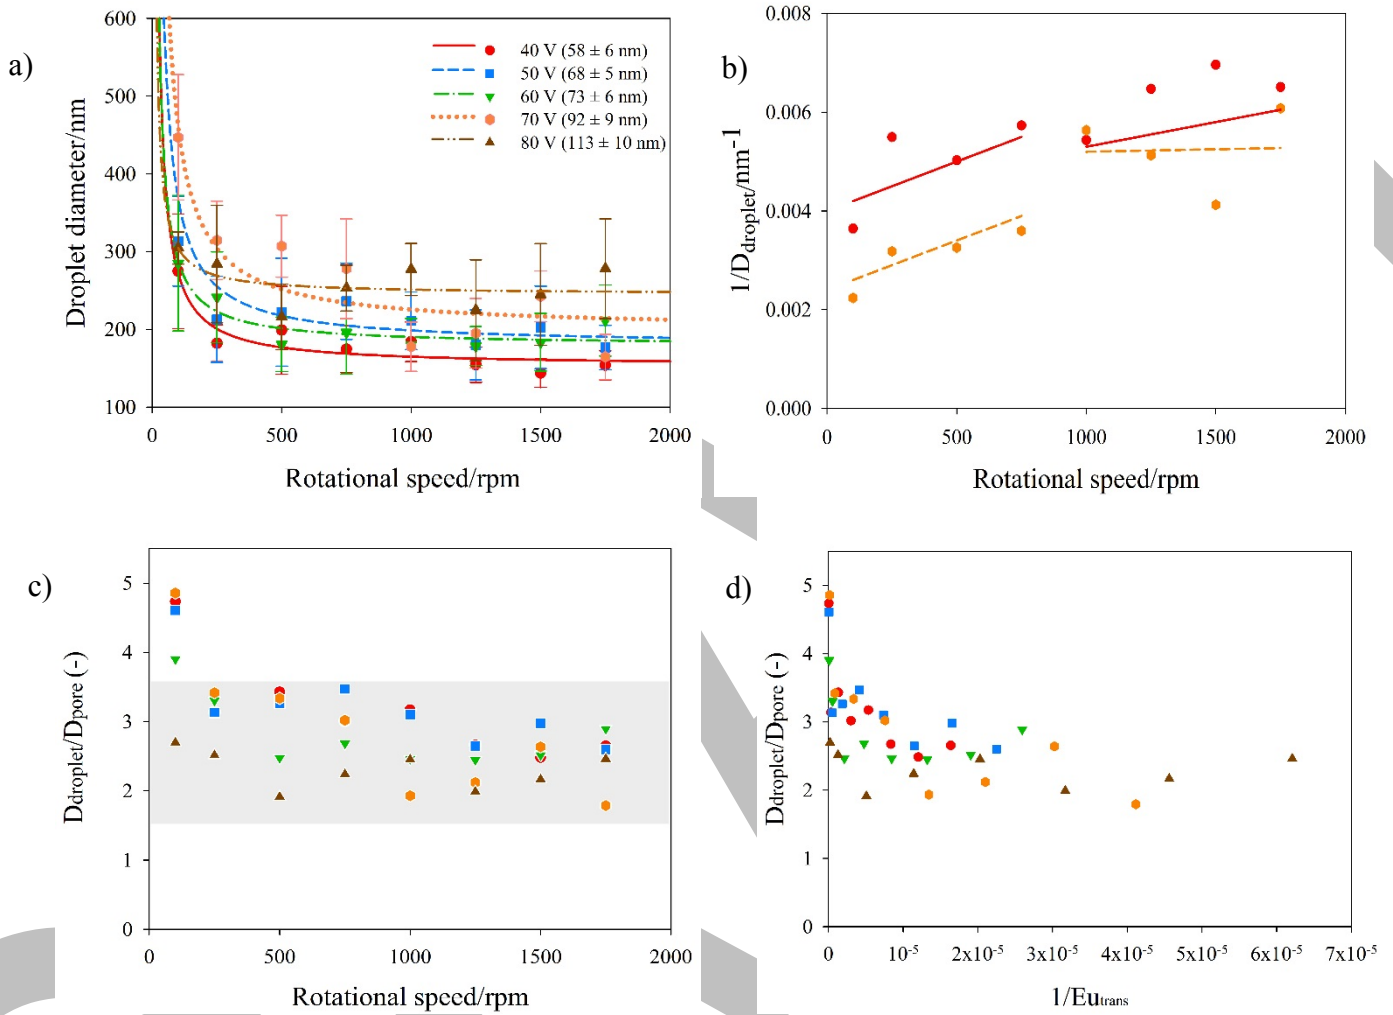 a)
600
500
400
300
200
100
Droplet diameter/nm
40 V (58 ± 6 nm)
50 V (68 ± 5 nm)
60 V (73 ± 6 nm)
70 V (92 ± 9 nm)
80 V (113 ± 10 nm)
0 500 1000 1500 2000
Rotational speed/rpm
b)
0.008
0.006
0.004
0.002
0.000
1/Ddroplet/nm-1
0 500 1000 1500 2000
Rotational speed/rpm
c)
5
4
3
2
1
0
Ddroplet/Dpore (-)
0 500 1000 1500 2000
Rotational speed/rpm
d)
5
4
3
2
1
0
Ddroplet/Dpore (-)
0 10-5 2x10-5 3x10-5 4x10-5 5x10-5 6x10-5 7x10-5
1/Eutrans